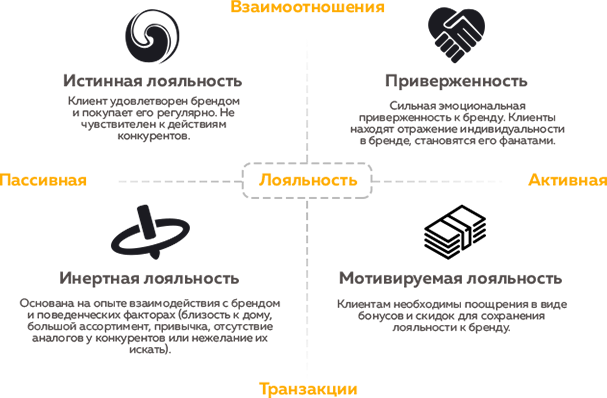 Взаимоотношения
Истинная лояльность
Клиент удовлетворен брендом
и покупает его регулярно. Не
чувствителен к действиям
конкурентов.
Приверженность
Сильная эмоциональная
приверженность к бренду. Клиенты
находят отражение индивидуальности
в бренде, становятся его фанатами.
Пассивная
Лояльность
Активная
Инертная лояльность
Основана на опыте взаимодействия с брендом
и поведенческих факторах (близость к дому,
большой ассортимент, привычка, отсутствие
аналогов у конкурентов или нежелание их
искать).
Мотивируемая лояльность
Клиентам необходимы поощрения в виде
бонусов и скидок для сохранения
лояльности к бренду.
Транзакции